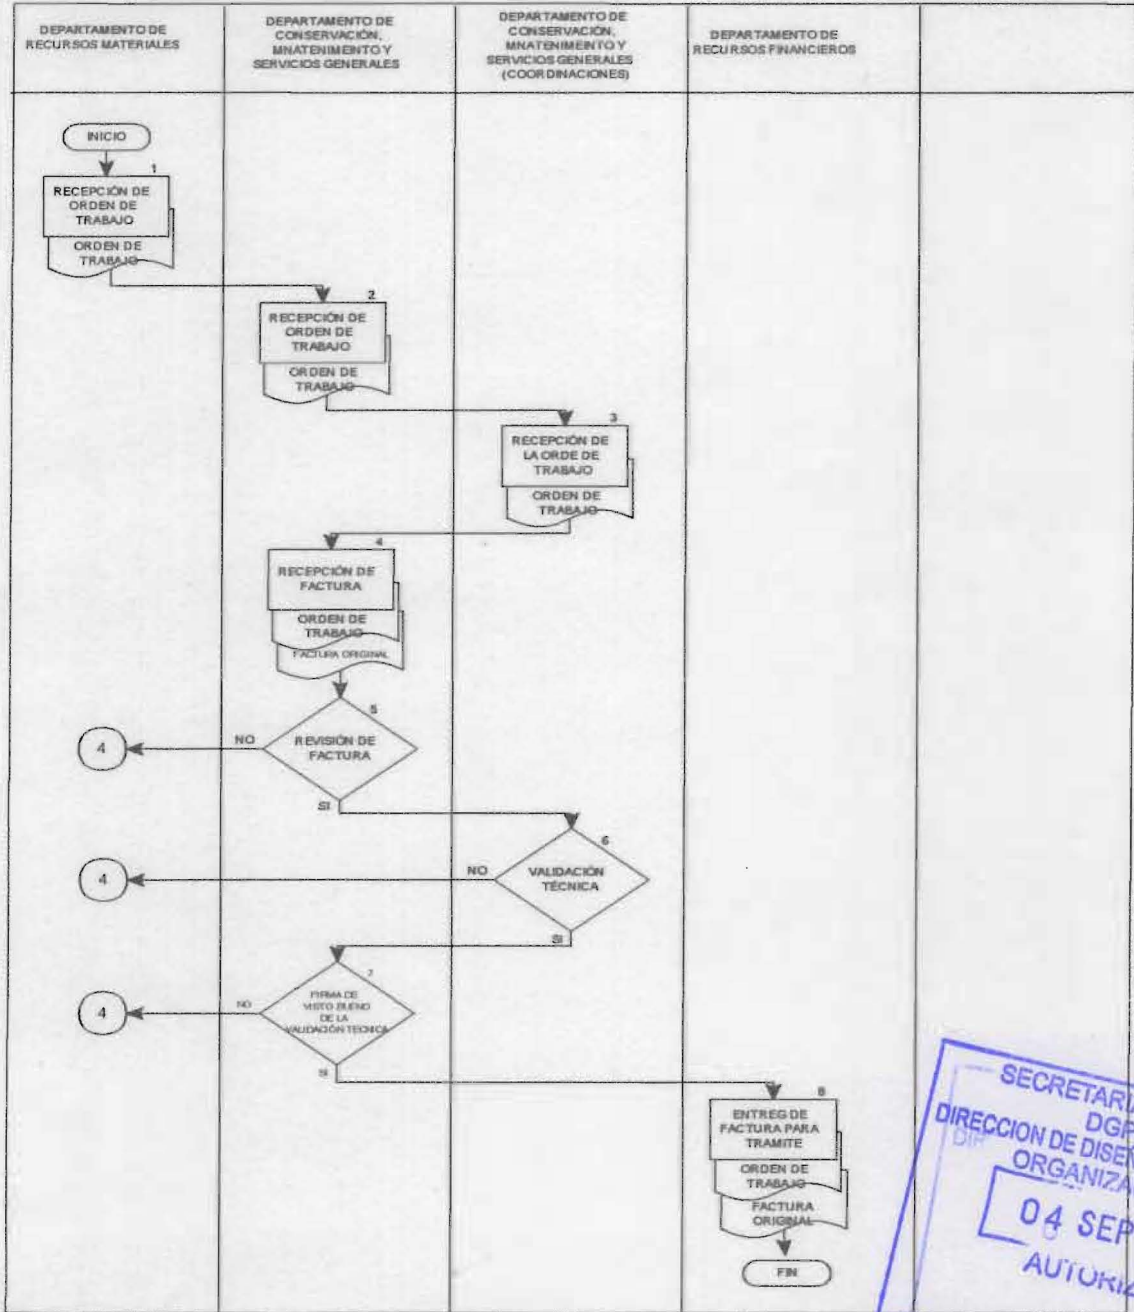 DEPARTAMENTO DE
RECURSOS MATERIALES
DEPARTAMENTO DE
CONSERVACIÓN,
MNATENIMENTO Y
SERVICIOS GENERALES
DEPARTAMENTO DE
CONSERVACIÓN,
MNATENIMEINTO Y
SERVICIOS GENERALES
(COORDINACIONES)
DEPARTAMENTO DE
RECURSOS FINANCIEROS
INICIO
1
RECEPCIÓN DE
ORDEN DE
TRABAJO
ORDEN DE
TRABAJO
2
RECEPCIÓN DE
ORDEN DE
TRABAJO
ORDEN DE
TRABAJO
3
RECEPCIÓN DE
LA ORDE DE
TRABAJO
ORDEN DE
TRABAJO
4
RECEPCIÓN DE
FACTURA
ORDEN DE
TRABAJO
FACTURA ORIGINAL
5
4
NO
REVISIÓN DE
FACTURA
SI
6
4
NO
VALIDACIÓN
TÉCNICA
SI
7
4
NO
FIRMA DE
VISTO BUENO
DE LA
VALIDACIÓN TECNICA
SI
8
ENTREG DE
FACTURA PARA
TRAMITE
ORDEN DE
TRABAJO
FACTURA
ORIGINAL
FIN
SECRETARI
DGP
DIRECCION DE DISEÑ
DIR
ORGANIZA
04 SEP
AUTORIZ